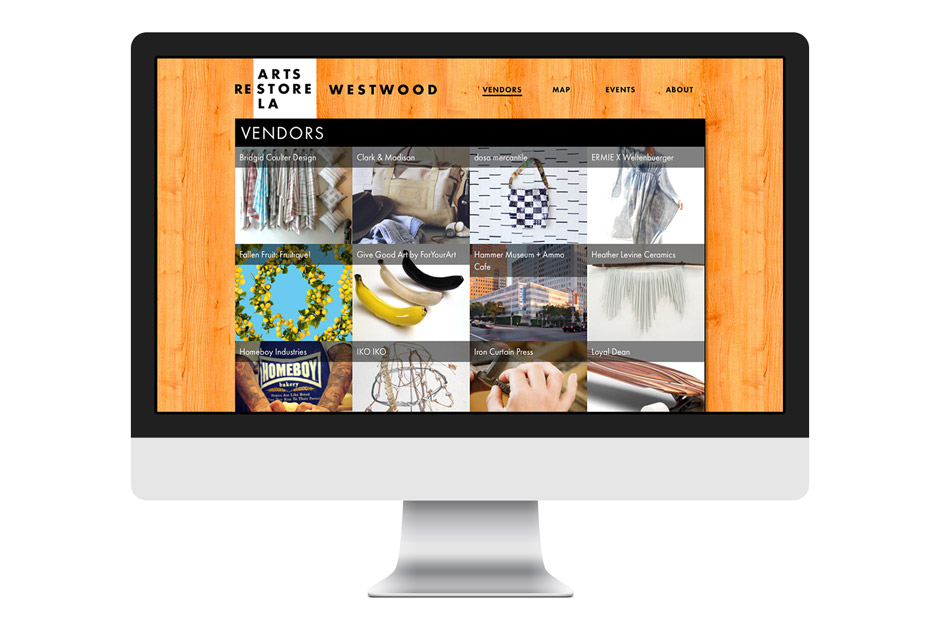 ARTS
RESTORE
LA
WESTWOOD
VENDORS
MAP
EVENTS
ABOUT
VENDORS
Bridgid Coulter Design
Clark & Madison
dosa mercantile
ERMIE X Weltenbuerger
Fallen Fruit: Fruitique!
Give Good Art by ForYourArt
Hammer Museum + Ammo
Cafe
Heather Levine Ceramics
Homeboy Industries
HOMEBOY
bakery
IKO IKO
Iron Curtain Press
Loyal Dean